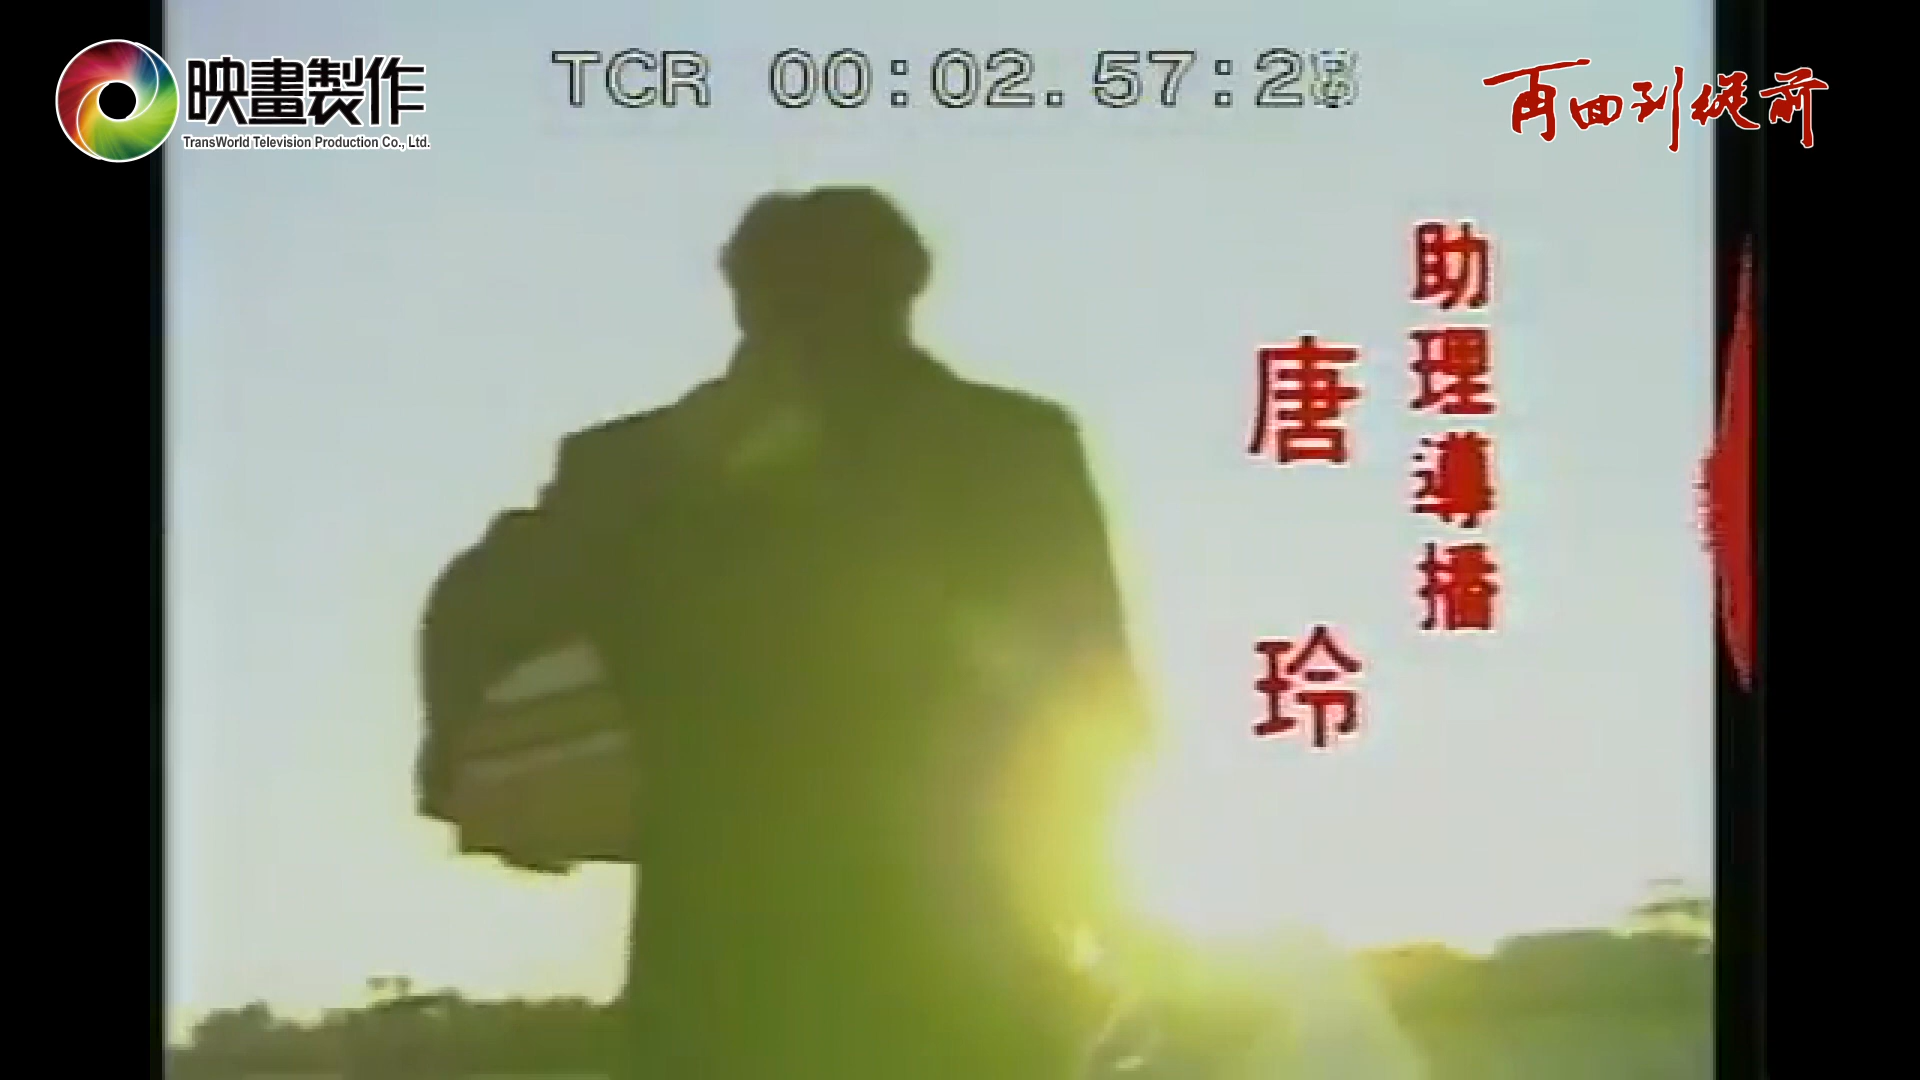 映畫製作
TransWorld Television Production Co., Ltd.
TCR 00:02.57:2
再回到從前
助理導播
唐玲